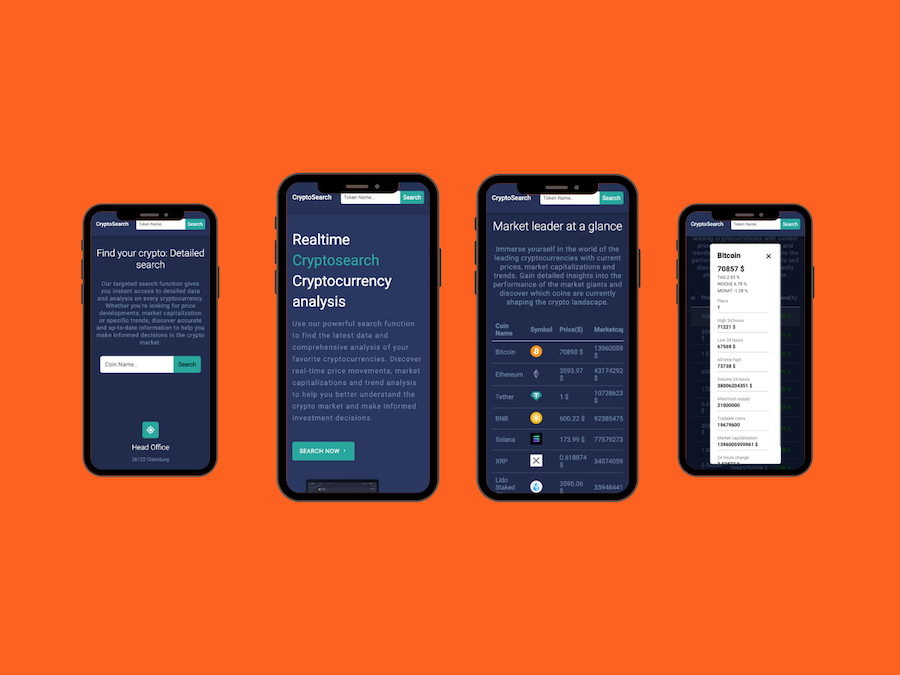 CryptoSearch
Token Name..
Search
Find your crypto: Detailed
search
Our targeted search function gives
you instant access to detailed data
and analysis on every cryptocurrency.
Whether you're looking for price
developments, market capitalization
or specific trends, discover accurate
and up-to-date information to help you
make informed decisions in the crypto
market.
Coin Name..
Search
Head Office
26122 Oldenburg
CryptoSearch
Token Name..
Search
Realtime
Cryptosearch
Cryptocurrency
analysis
Use our powerful search function
to find the latest data and
comprehensive analysis of your
favorite cryptocurrencies. Discover
real-time price movements, market
capitalizations and trend analysis
to help you better understand the
crypto market and make informed
investment decisions.
SEARCH NOW ›
CryptoSearch
Token Name..
Search
Market leader at a glance
Immerse yourself in the world of the
leading cryptocurrencies with current
prices, market capitalizations and
trends. Gain detailed insights into the
performance of the market giants and
discover which coins are currently
shaping the crypto landscape.
Coin Name Symbol Price($) Marketcap
Bitcoin 70890 $ 13960059 $
Ethereum 3593.97 $ 43174292 $
Tether 1 $ 10728623 $
BNB 600.22 $ 92385475
Solana 173.99 $ 77579273
XRP 0.618874 $ 34074059
Lido Staked 3590.06 $ 33948441
CryptoSearch
Token Name..
Search
Bitcoin ×
70857 $
TAG 2.53 %
WOCHE 6.79 %
MONAT -1.28 %
Place
1
High 24 hours
71221 $
Low 24 hours
67569 $
All time high
73738 $
Volume 24 hours
38006204351 $
Maximum supply
21000000
Tradable coins
19679600
Market capitalization
1396005959961 $
24 hours change